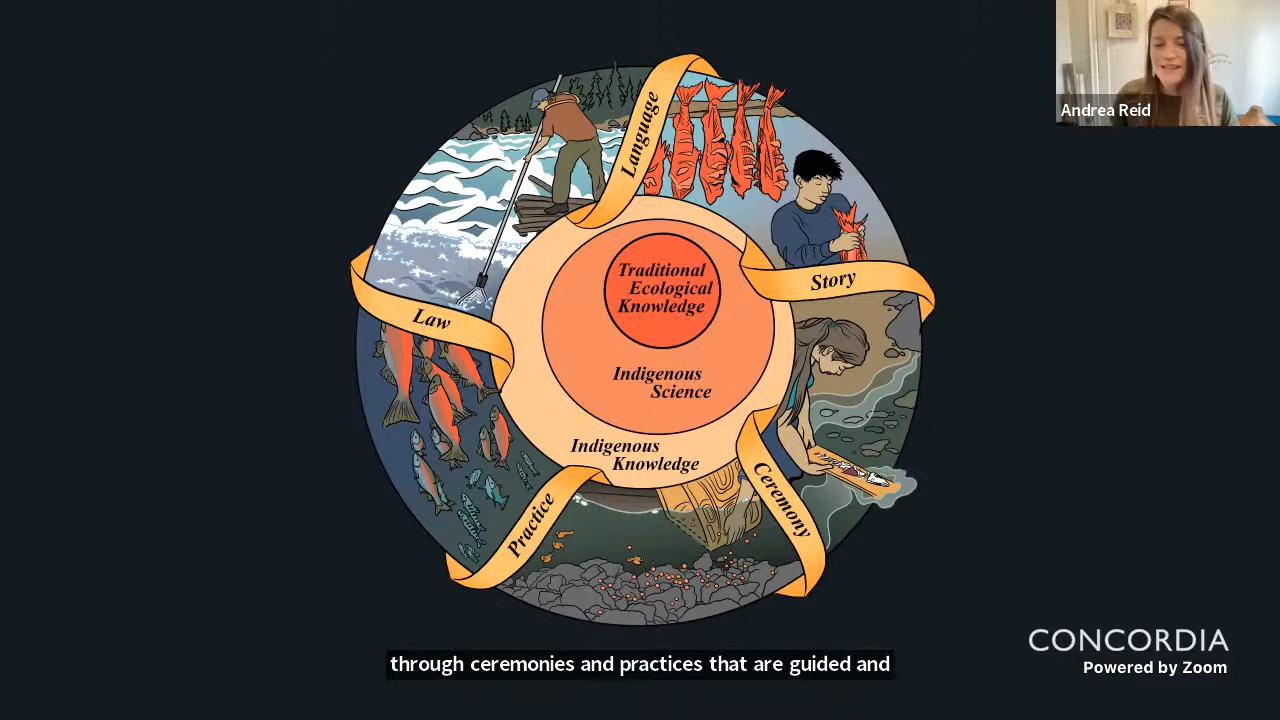 Andrea Reid
Language
Traditional
Ecological
Knowledge
Story
Law
Indigenous
Science
Indigenous
Knowledge
Ceremony
Practice
CONCORDIA
through ceremonies and practices that are guided and
Powered by Zoom